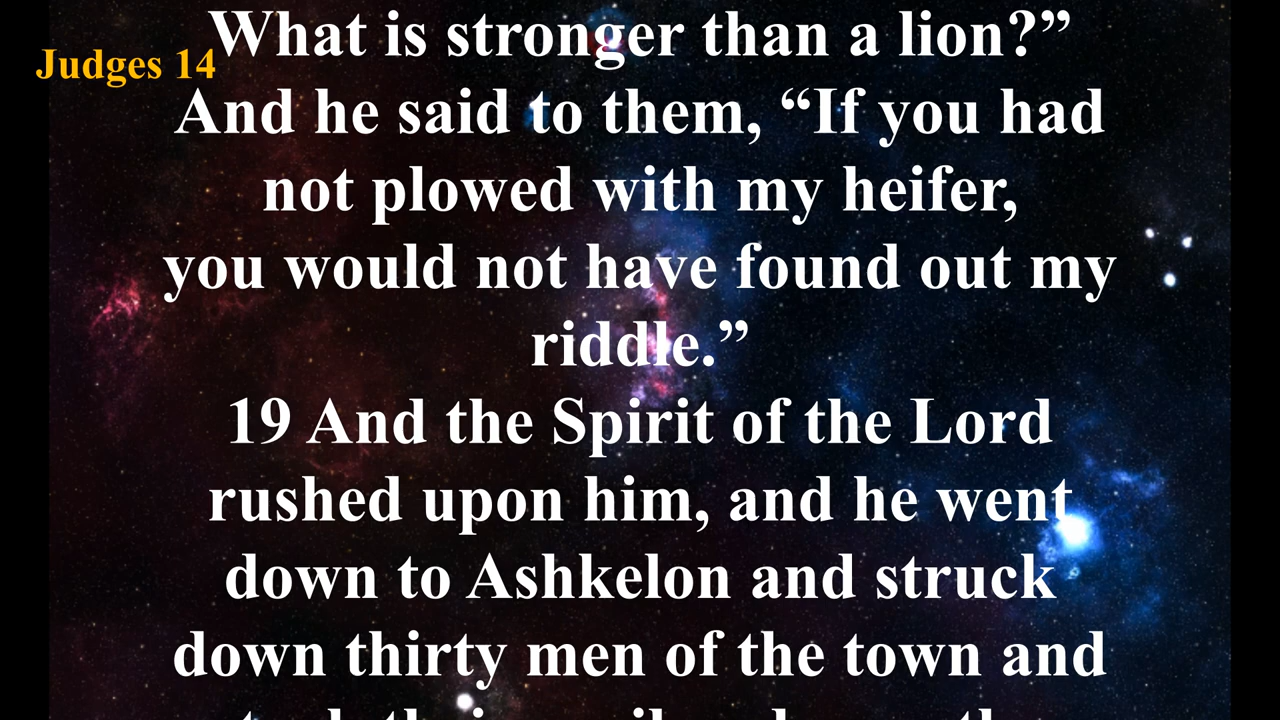 What is stronger than a lion?”
Judges 14
And he said to them, “If you had
not plowed with my heifer,
you would not have found out my
riddle.”
19 And the Spirit of the Lord
rushed upon him, and he went
down to Ashkelon and struck
down thirty men of the town and